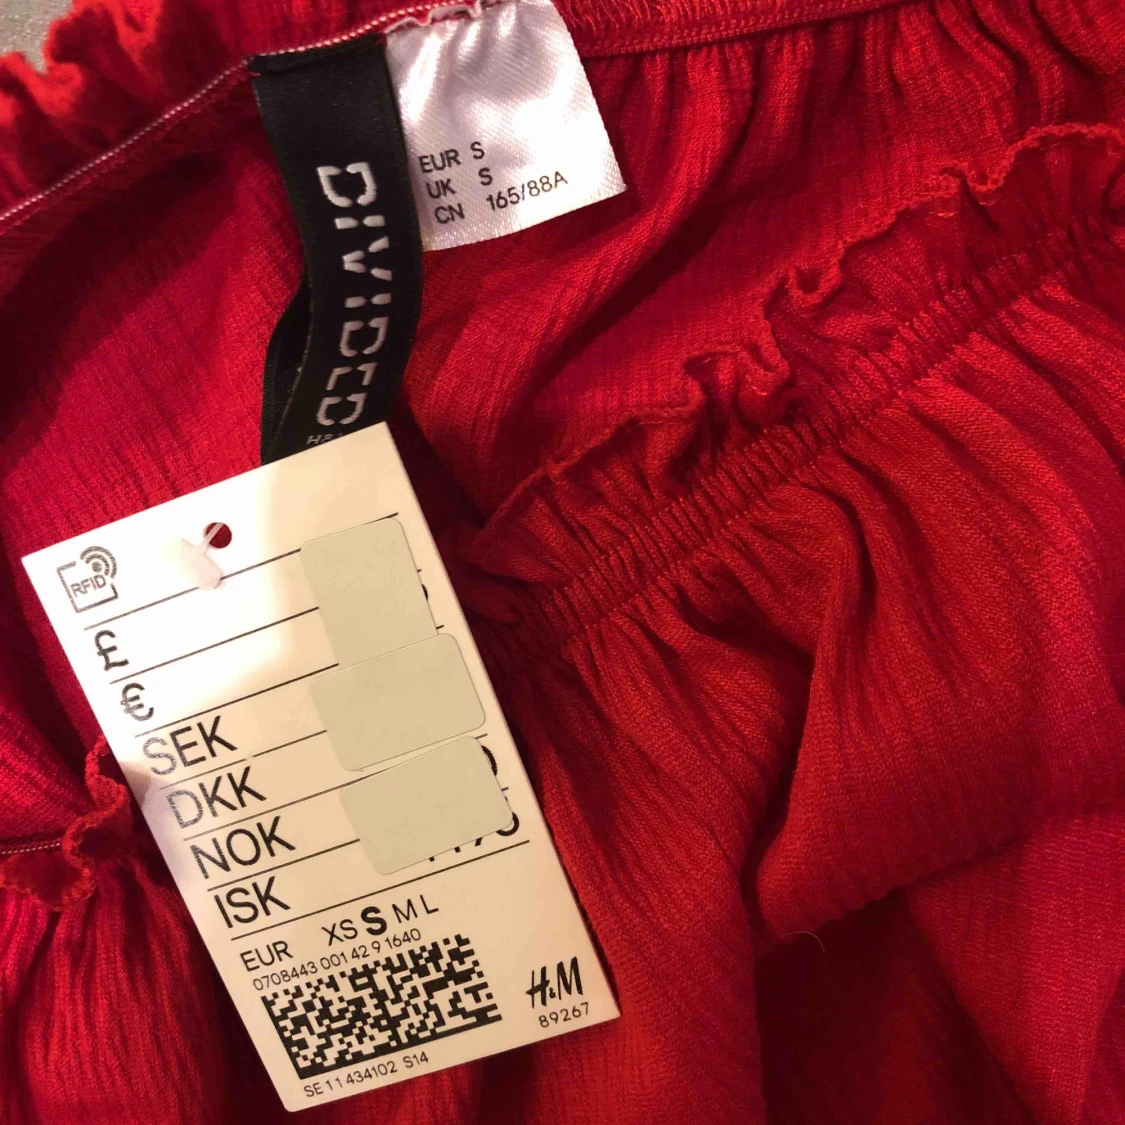 EUR S
UK S
CN 165/88A
DIVIDED
RFID
£
€
SEK
DKK
NOK
ISK
EUR XS S M L
0708443 001 42 9 1640
H&M
89267
SE 11 434102 S14